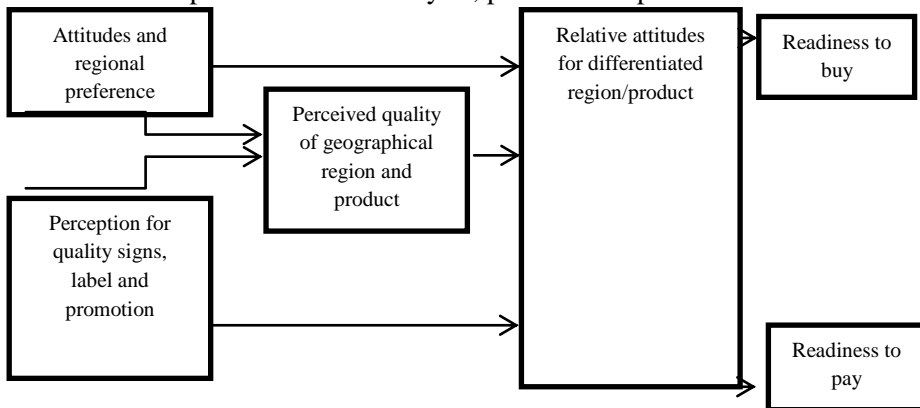 Attitudes and
regional
preference
Perceived quality
of geographical
region and
product
Perception for
quality signs,
label and
promotion
Relative attitudes
for differentiated
region/product
Readiness to
buy
Readiness to
pay